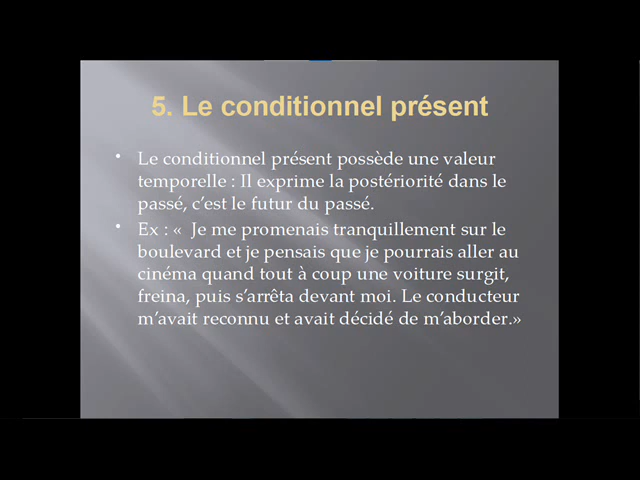 5. Le conditionnel présent
• Le conditionnel présent possède une valeur
temporelle : Il exprime la postériorité dans le
passé, c’est le futur du passé.
• Ex : «  Je me promenais tranquillement sur le
boulevard et je pensais que je pourrais aller au
cinéma quand tout à coup une voiture surgit,
freina, puis s’arrêta devant moi. Le conducteur
m’avait reconnu et avait décidé de m’aborder.»